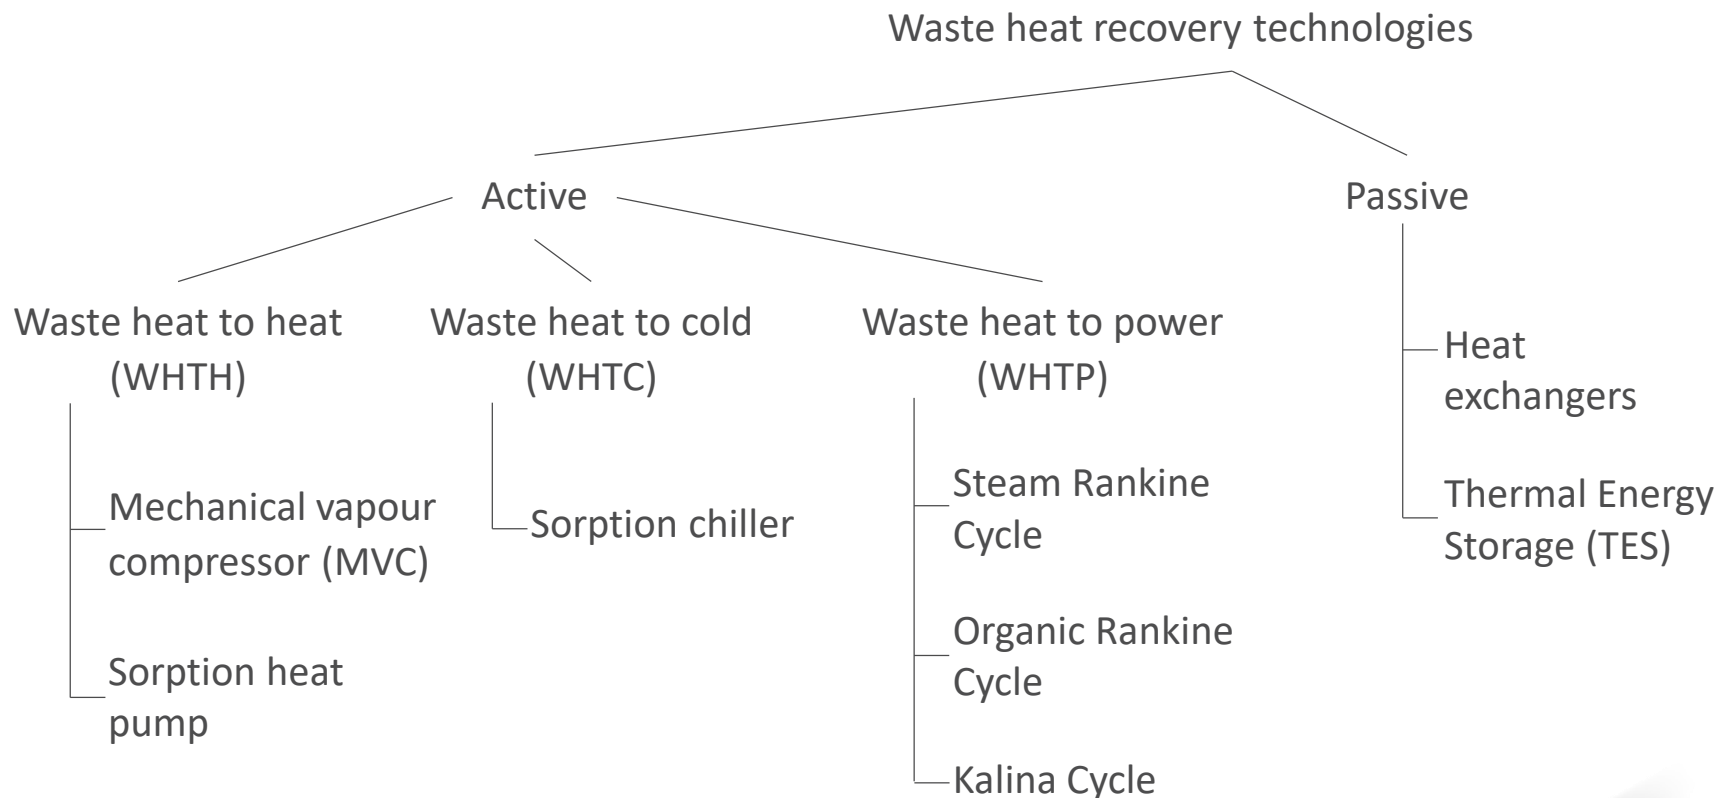 Waste heat recovery technologies
Active
Passive
Waste heat to heat
(WHTH)
Waste heat to cold
(WHTC)
Waste heat to power
(WHTP)
Mechanical vapour
compressor (MVC)
Sorption heat
pump
Sorption chiller
Steam Rankine
Cycle
Organic Rankine
Cycle
Kalina Cycle
Heat
exchangers
Thermal Energy
Storage (TES)